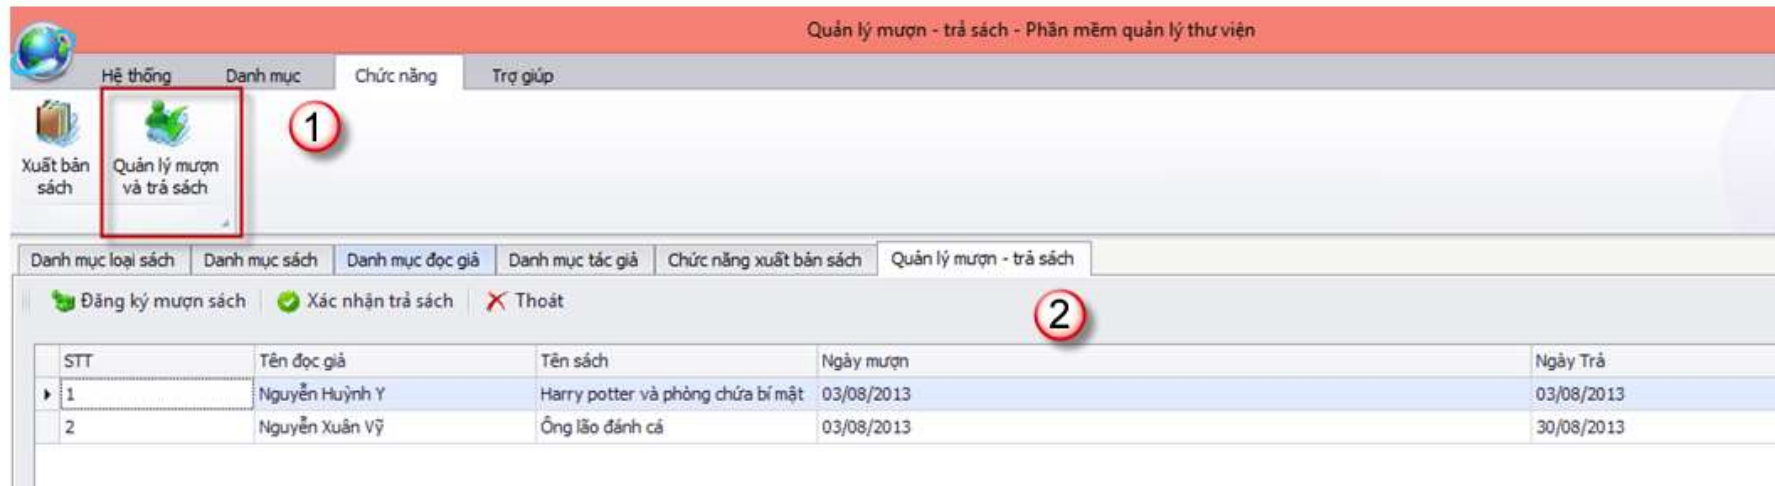 Quản lý mượn - trả sách - Phần mềm quản lý thư viện
Hệ thống Danh mục Chức năng Trợ giúp
1
Xuất bản sách
Quản lý mượn và trả sách
Danh mục loại sách Danh mục sách Danh mục đọc giả Danh mục tác giả Chức năng xuất bản sách Quản lý mượn - trả sách
Đăng ký mượn sách Xác nhận trả sách Thoát
2
STT Tên đọc giả Tên sách Ngày mượn Ngày Trả
1 Nguyễn Huỳnh Y Harry potter và phòng chứa bí mật 03/08/2013 03/08/2013
2 Nguyễn Xuân Vỹ Ông lão đánh cá 03/08/2013 30/08/2013